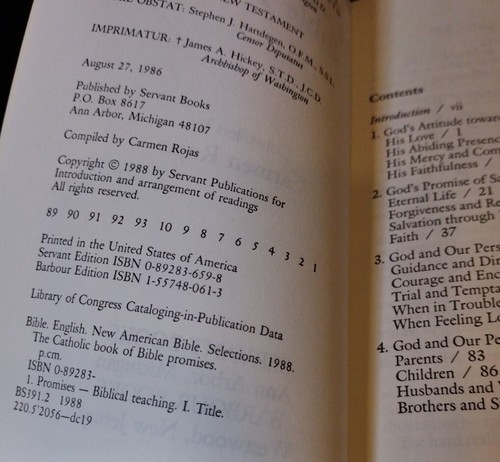 NEW TESTAMENT
OBSTAT: Stephen J. Hartdegen, O.F.M., S.S.L.
Censor Deputatus
IMPRIMATUR: † James A. Hickey, S.T.D., J.C.D.
Archbishop of Washington
August 27, 1986
Published by Servant Books
P.O. Box 8617
Ann Arbor, Michigan 48107
Compiled by Carmen Rojas
Copyright © 1988 by Servant Publications for
Introduction and arrangement of readings
All rights reserved.
89 90 91 92 93 10 9 8 7 6 5 4 3 2 1
Printed in the United States of America
Servant Edition ISBN 0-89283-659-8
Barbour Edition ISBN 1-55748-061-3
Library of Congress Cataloging-in-Publication Data
Bible. English. New American Bible. Selections. 1988.
The Catholic book of Bible promises.
p.cm.
ISBN 0-89283-
1. Promises — Biblical teaching. I. Title.
BS391.2 1988
220.5'2056—dc19
Contents
Introduction / vii
1. God's Attitude toward
His Love / 1
His Abiding Presence
His Mercy and Com
His Faithfulness /
2. God's Promise of Sa
Eternal Life / 21
Forgiveness and Re
Salvation through
Faith / 37
3. God and Our Perso
Guidance and Dir
Courage and Enc
Trial and Tempta
When in Trouble
When Feeling Lo
4. God and Our Pe
Parents / 83
Children / 86
Husbands and
Brothers and S